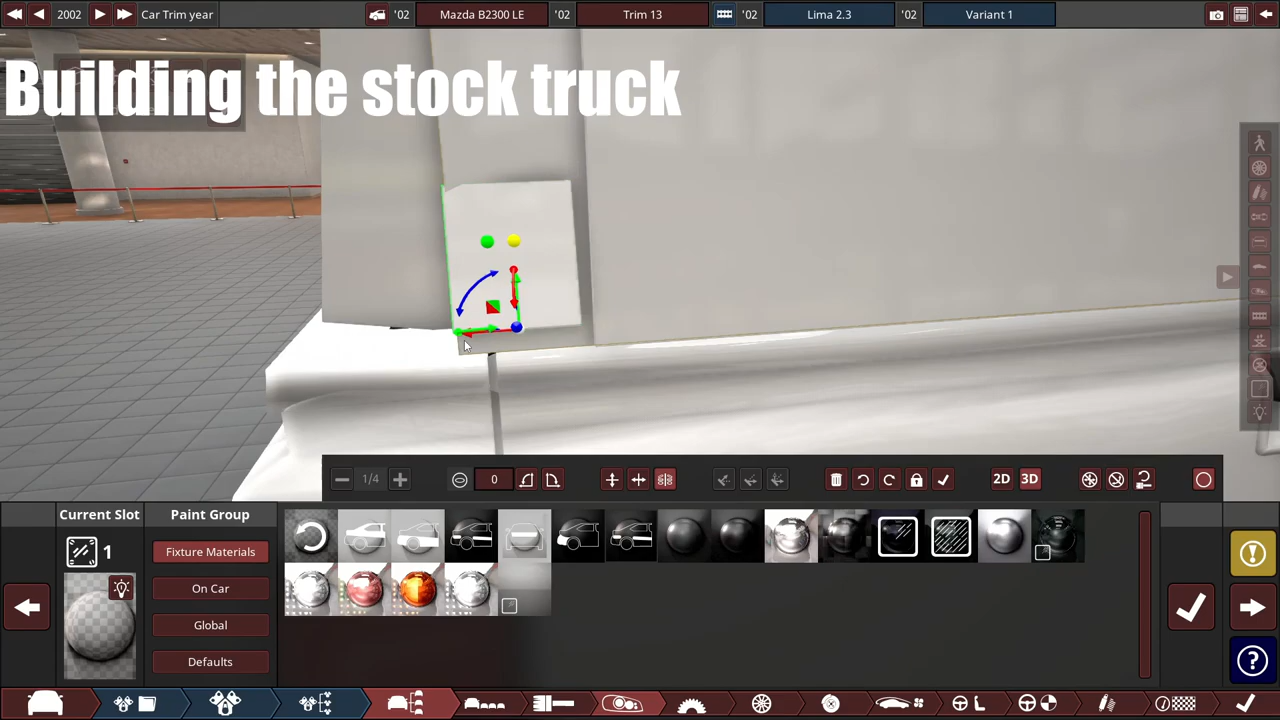 2002 Car Trim year '02 Mazda B2300 LE '02 Trim 13 '02 Lima 2.3 '02 Variant 1
Building the stock truck
1/4 0 2D 3D
Current Slot Paint Group
1 Fixture Materials
On Car
Global
Defaults